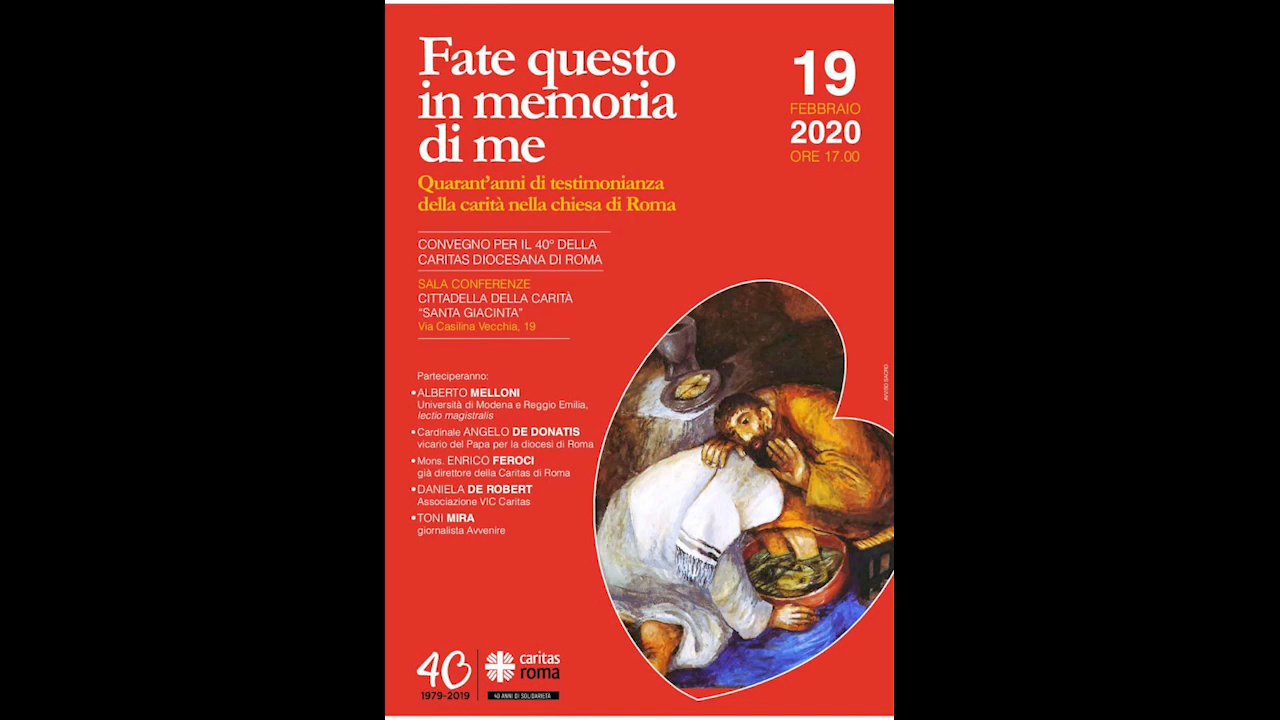 Fate questo
in memoria
di me
Quarant'anni di testimonianza
della carità nella chiesa di Roma
19
FEBBRAIO
2020
ORE 17.00
CONVEGNO PER IL 40º DELLA
CARITAS DIOCESANA DI ROMA
SALA CONFERENZE
CITTADELLA DELLA CARITÀ
“SANTA GIACINTA”
Via Casilina Vecchia, 19
Parteciperanno:
• ALBERTO MELLONI
Università di Modena e Reggio Emilia,
lectio magistralis
• Cardinale ANGELO DE DONATIS
vicario del Papa per la diocesi di Roma
• Mons. ENRICO FEROCI
già direttore della Caritas di Roma
• DANIELA DE ROBERT
Associazione VIC Caritas
• TONI MIRA
giornalista Avvenire
AVVISO SACRO
40
1979-2019
caritas
roma
40 ANNI DI SOLIDARIETÀ